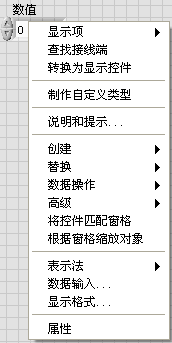 数值
0
显示项
查找接线端
转换为显示控件
制作自定义类型
说明和提示...
创建
替换
数据操作
高级
将控件匹配窗格
根据窗格缩放对象
表示法
数据输入...
显示格式...
属性